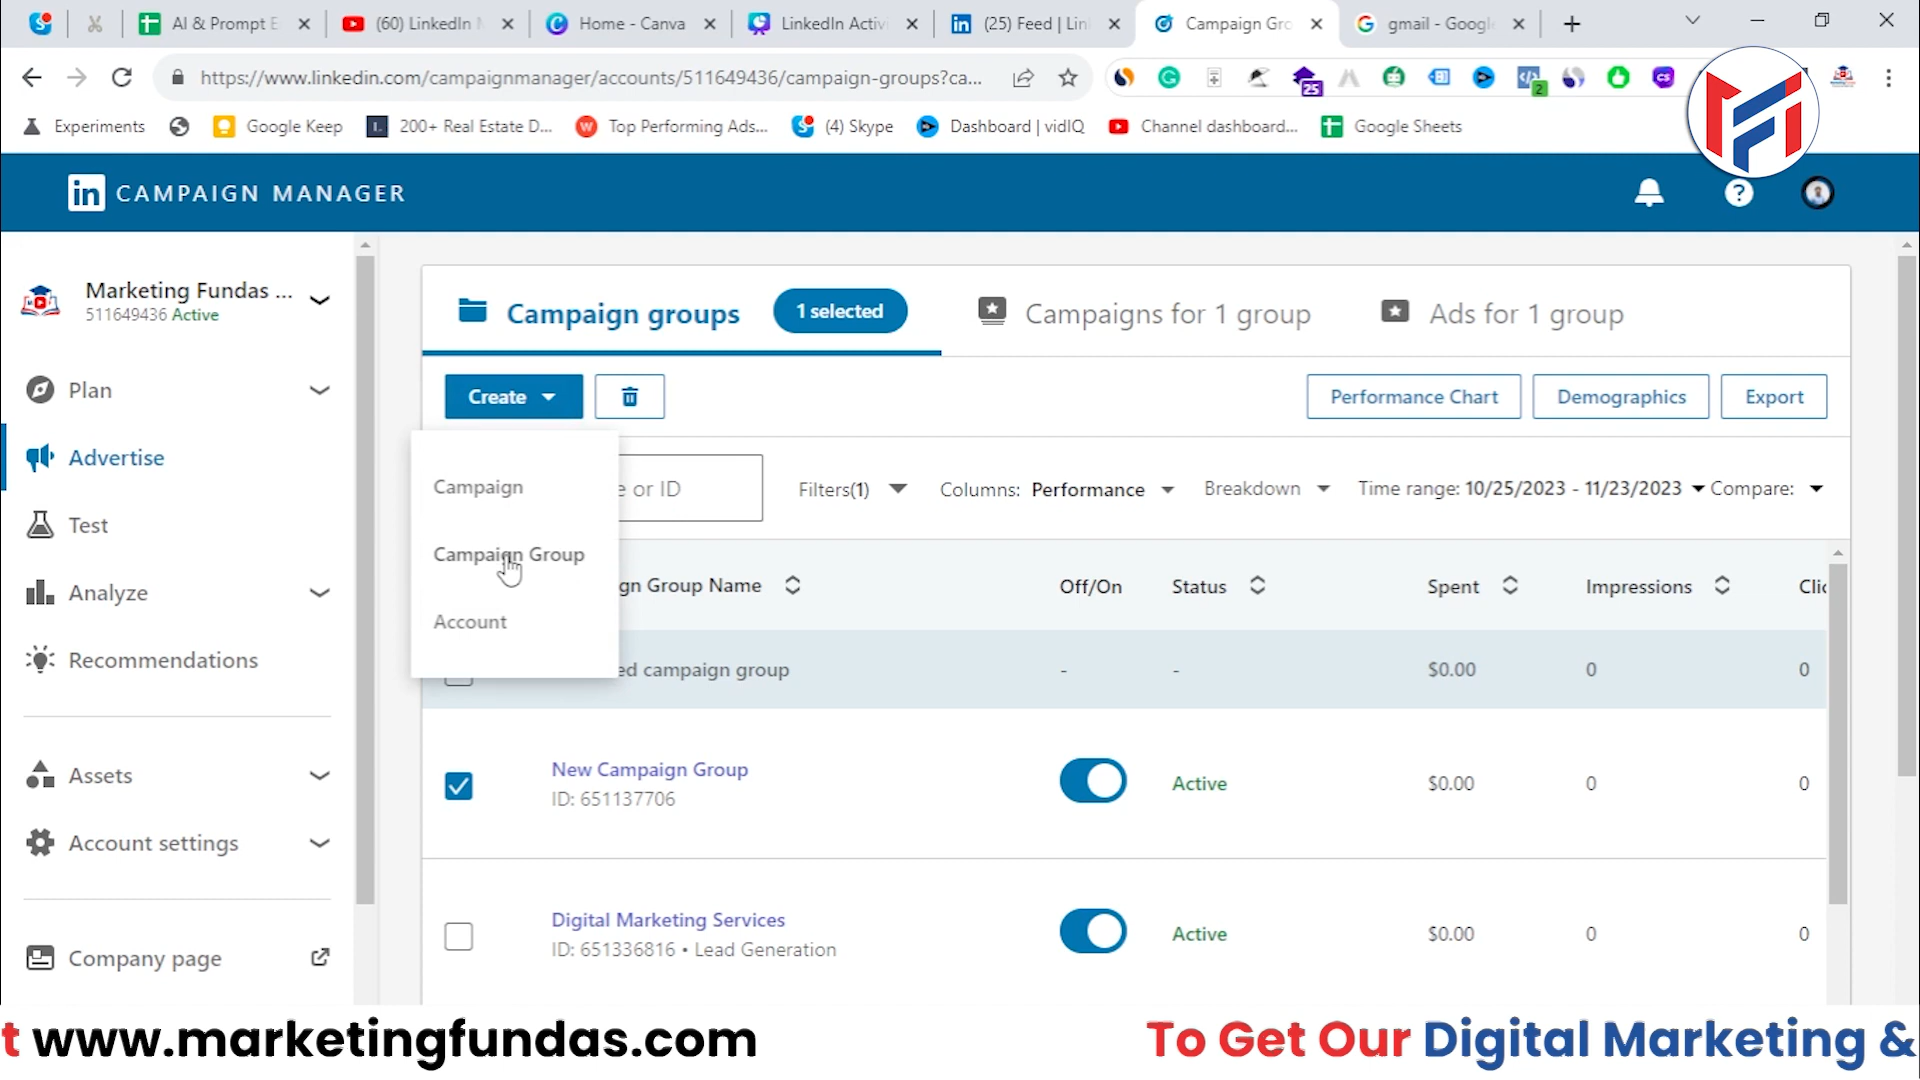 AI & Prompt E
(60) LinkedIn M
Home - Canva
LinkedIn Activi
(25) Feed | Lin
Campaign Gro
gmail - Google
https://www.linkedin.com/campaignmanager/accounts/511649436/campaign-groups?ca...
25
2
Experiments
Google Keep
200+ Real Estate D...
Top Performing Ads...
(4) Skype
Dashboard | vidIQ
Channel dashboard...
Google Sheets
in CAMPAIGN MANAGER
Marketing Fundas ...
511649436 Active
Plan
Advertise
Test
Analyze
Recommendations
Assets
Account settings
Company page
Campaign groups
1 selected
Campaigns for 1 group
Ads for 1 group
Create
Performance Chart
Demographics
Export
Campaign
Campaign Group
Account
e or ID
Filters(1)
Columns: Performance
Breakdown
Time range: 10/25/2023 - 11/23/2023
Compare:
gn Group Name
Off/On
Status
Spent
Impressions
Clic
ed campaign group
-
-
$0.00
0
0
New Campaign Group
ID: 651137706
Active
$0.00
0
0
Digital Marketing Services
ID: 651336816 • Lead Generation
Active
$0.00
0
0
t www.marketingfundas.com
To Get Our Digital Marketing &